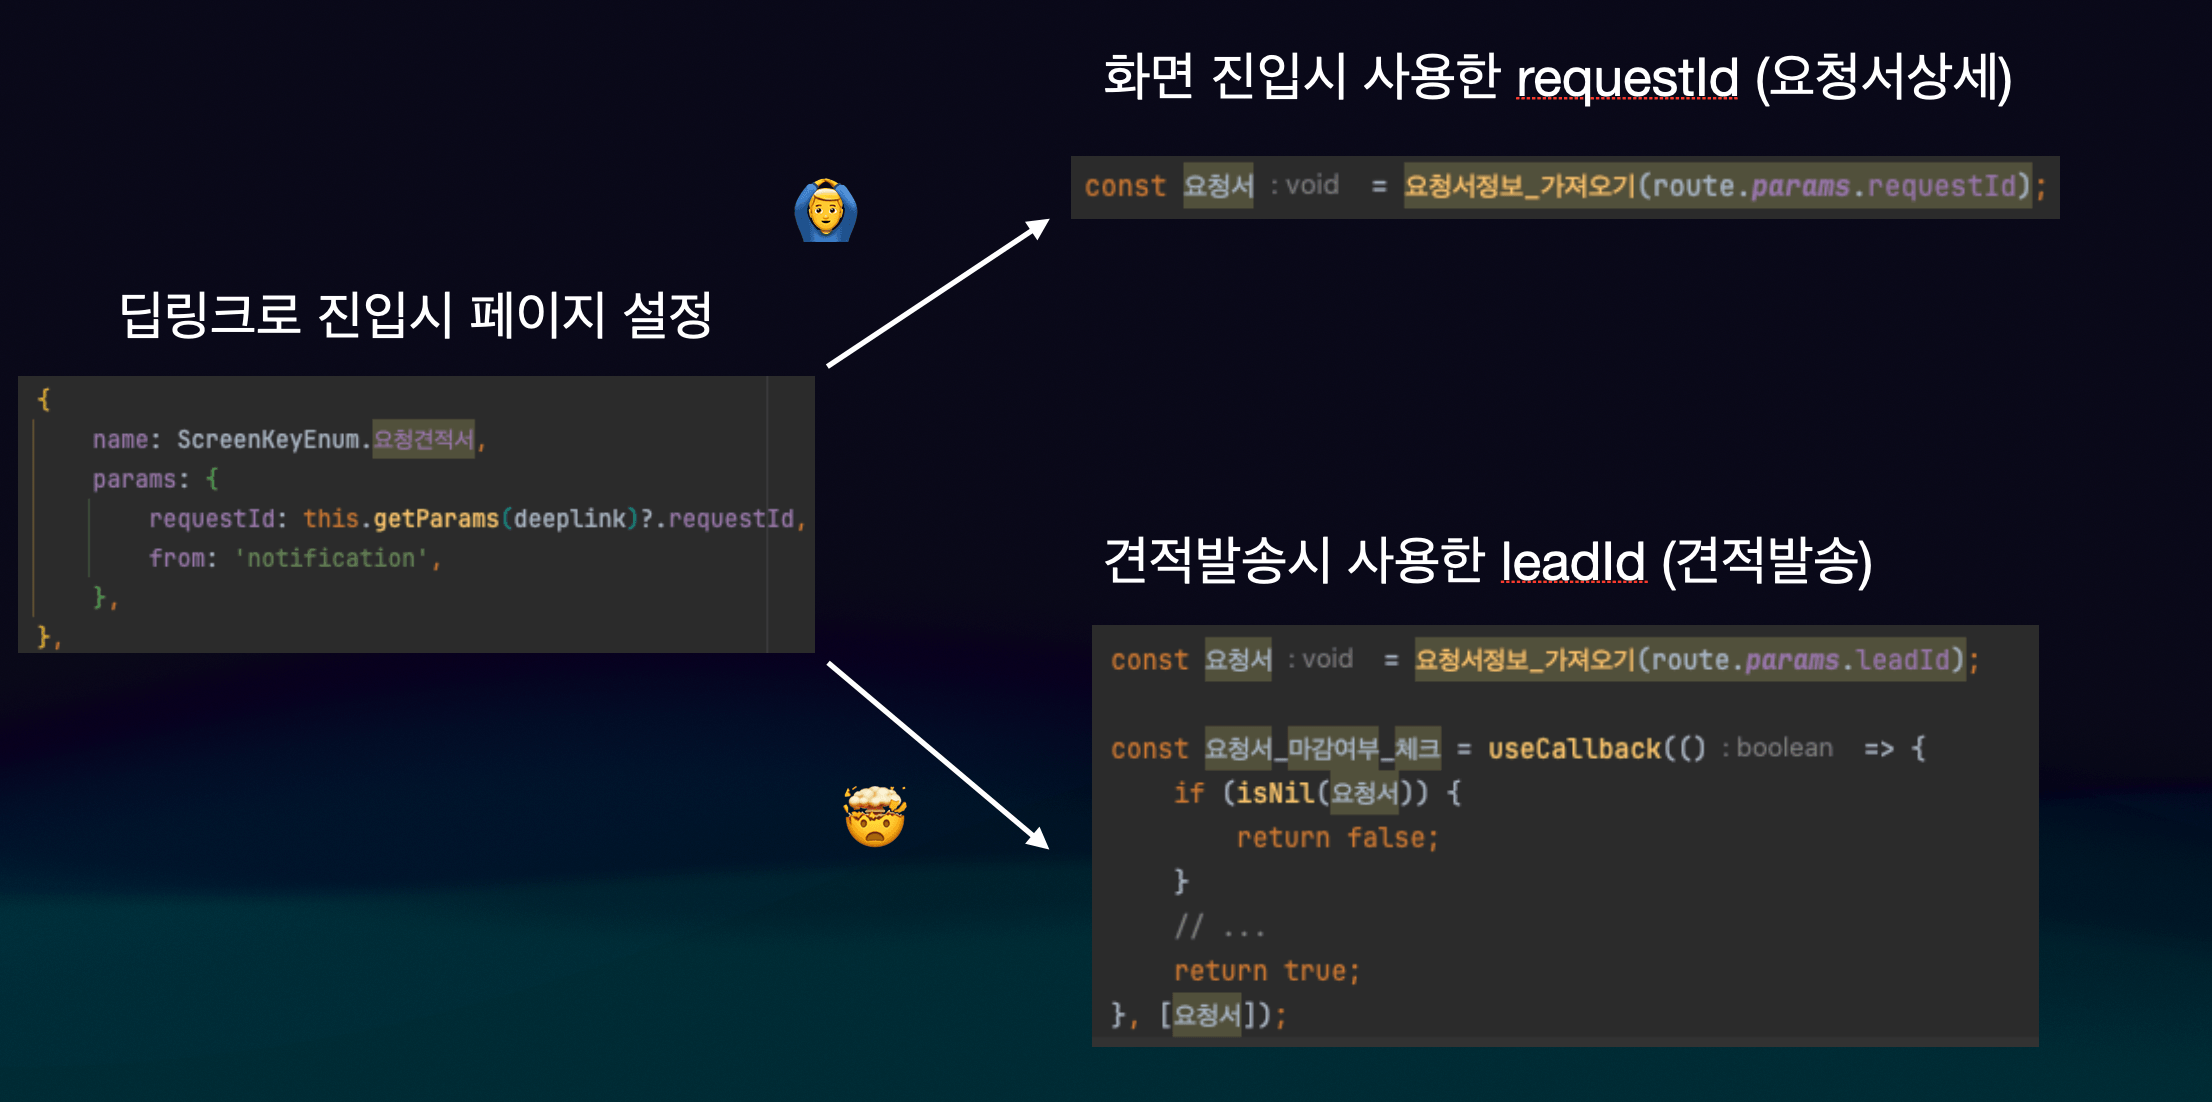 화면 진입시 사용한 requestId (요청서상세)
const 요청서 : void = 요청서정보_가져오기(route.params.requestId);
딥링크로 진입시 페이지 설정
{
name: ScreenKeyEnum.요청견적서,
params: {
requestId: this.getParams(deeplink)?.requestId,
from: 'notification',
},
},
견적발송시 사용한 leadId (견적발송)
const 요청서 : void = 요청서정보_가져오기(route.params.leadId);
const 요청서_마감여부_체크 = useCallback(() : boolean => {
if (isNil(요청서)) {
return false;
}
// ...
return true;
}, [요청서]);